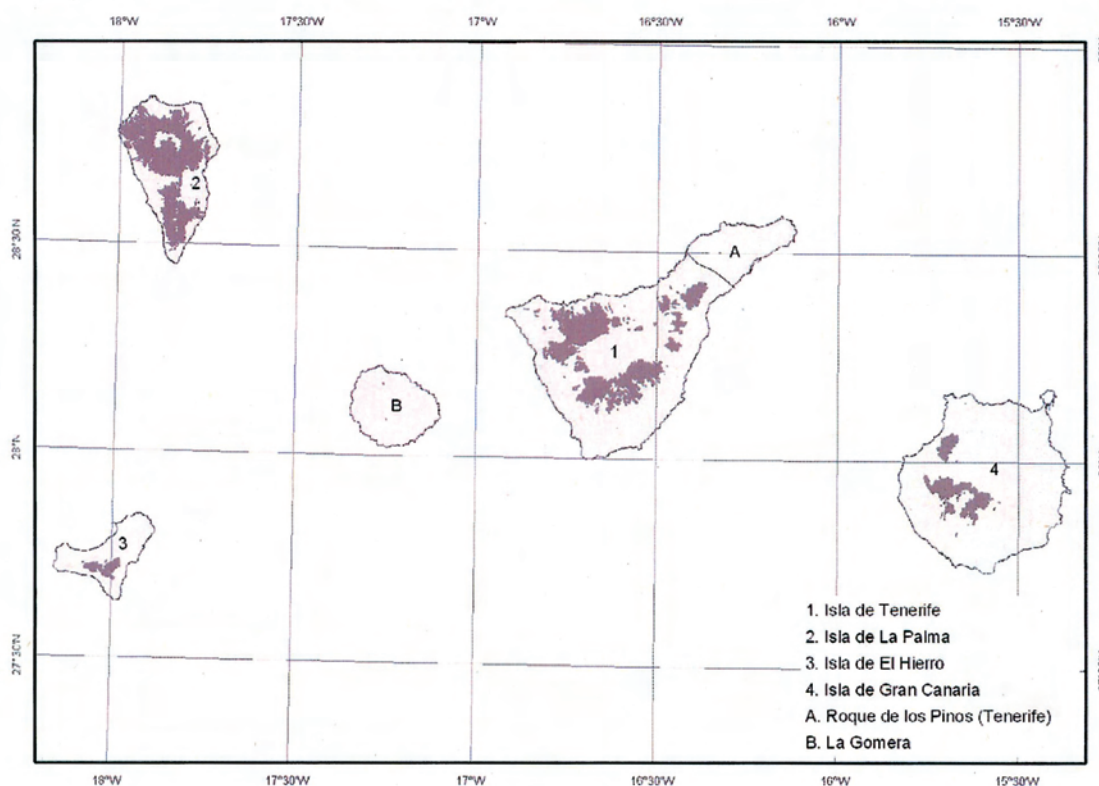 18°W 17°30'W 17°W 16°30'W 16°W 15°30'W
28°30'N
28°N
27°30'N
2
A
1
B
4
3
1. Isla de Tenerife
2. Isla de La Palma
3. Isla de El Hierro
4. Isla de Gran Canaria
A. Roque de los Pinos (Tenerife)
B. La Gomera
18°W 17°30'W 17°W 16°30'W 16°W 15°30'W